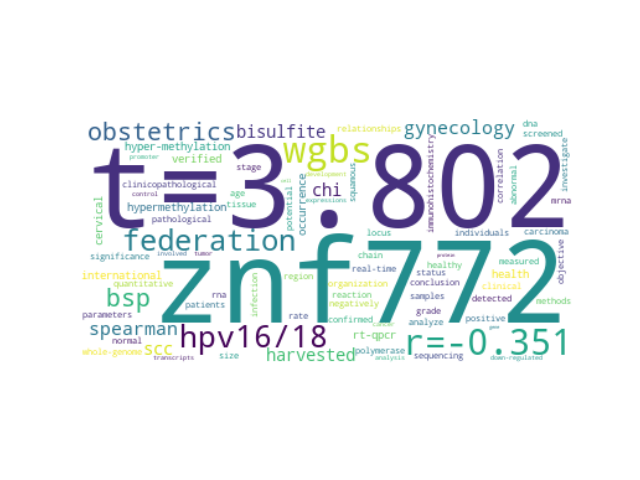 obstetrics
bisulfite
relationships
gynecology
dna
screened
hyper-methylation
verified
wgbs
promoter
stage
development
t=3.802
clinicopathological
control
age
tissue
chi
expressions
hypermethylation
pathological
cervical
potential
occurrence
squamous
immunohistochemistry
correlation
abnormal
investigate
mrna
locus
individuals
carcinoma
federation
znf772
significance
involved
tumor
chain
protein
objective
international
region
real-time
status
healthy
measured
health
quantitative
organization
conclusion
clinical
bsp
rna
patients
infection
reaction
negatively
samples
detected
methods
parameters
rate
confirmed
grade
positive
spearman
hpv16/18
cancer
analyze
normal
rt-qpcr
r=-0.351
whole-genome
scc
size
harvested
polymerase
sequencing
transcripts
analysis
down-regulated